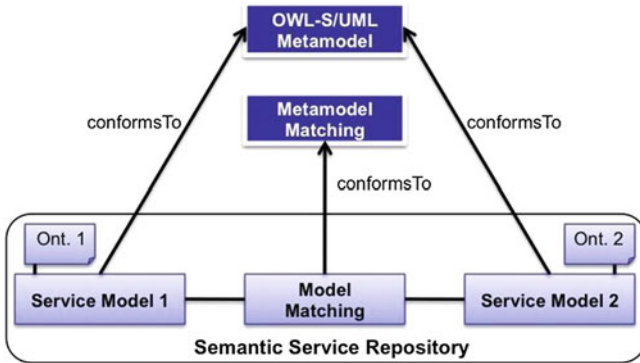 OWL-S/UML
Metamodel
conformsTo
Metamodel
Matching
conformsTo
conformsTo
Ont. 1
Ont. 2
Service Model 1
Model
Matching
Service Model 2
Semantic Service Repository